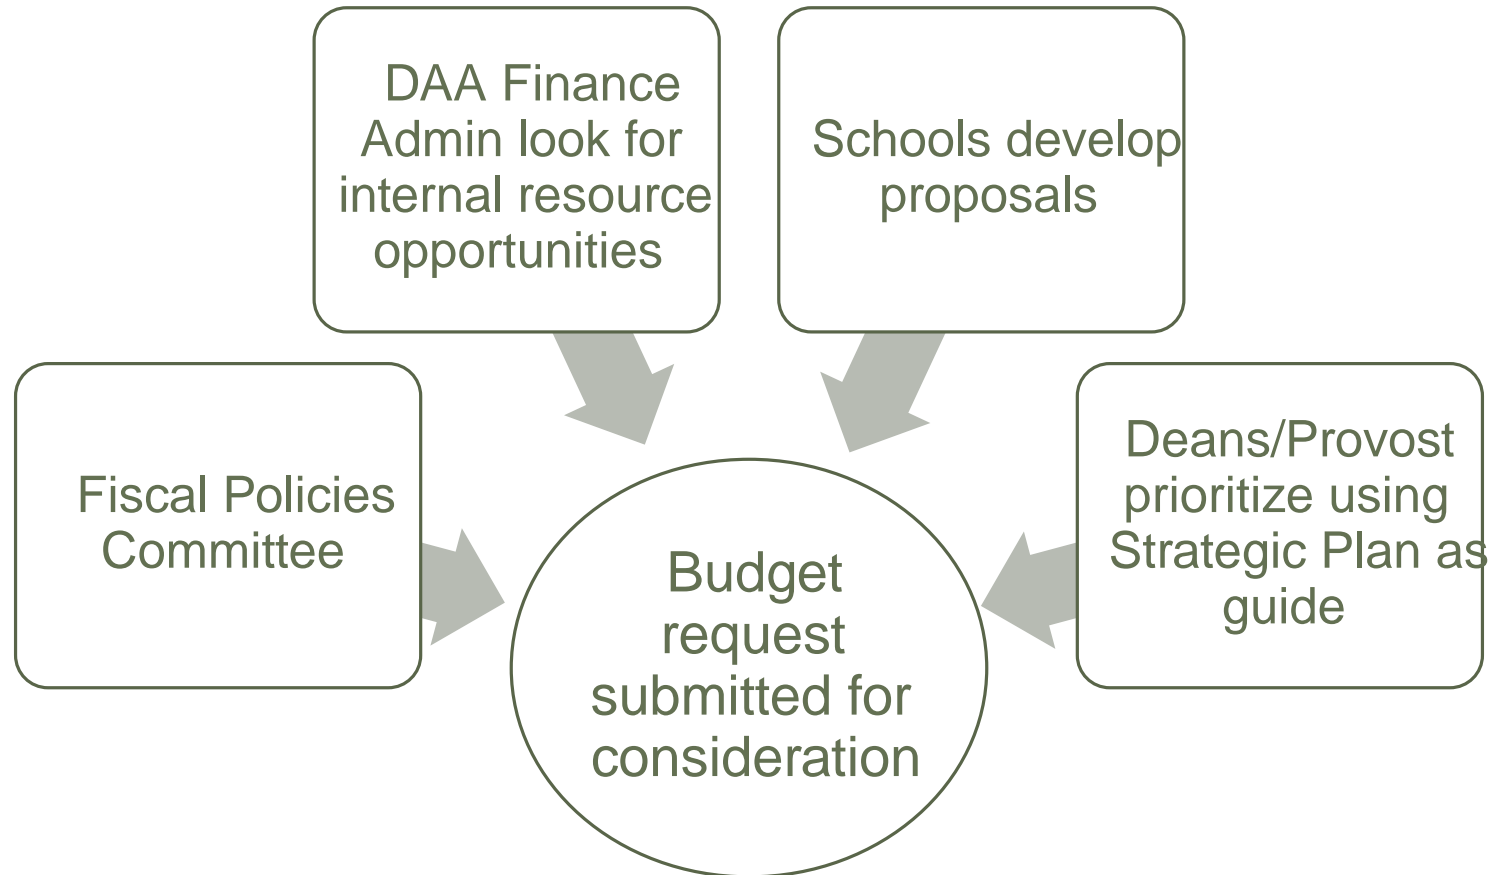 DAA Finance
Admin look for
internal resource
opportunities
Schools develop
proposals
Fiscal Policies
Committee
Deans/Provost
prioritize using
Strategic Plan as
guide
Budget
request
submitted for
consideration